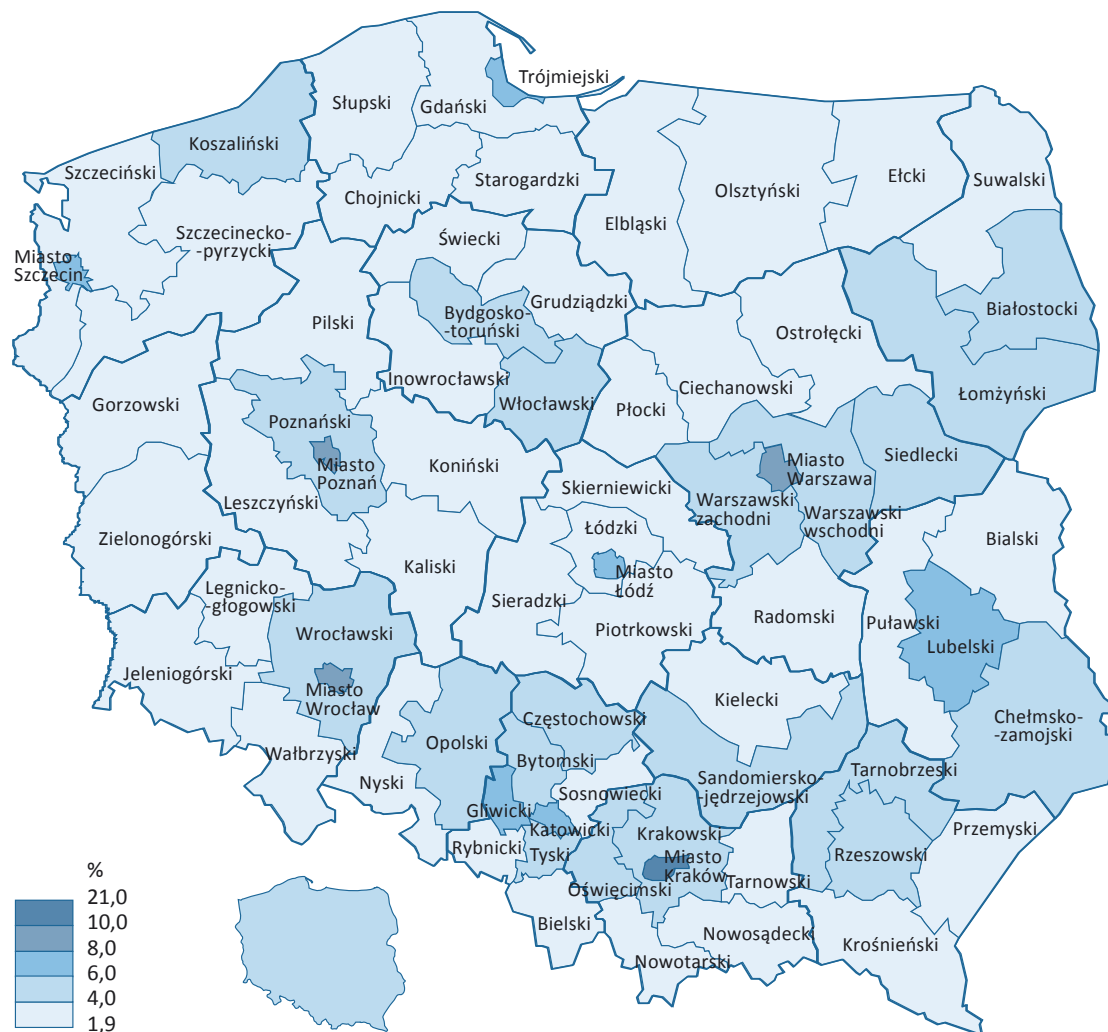 Trójmiejski
Słupski
Gdański
Koszaliński
Szczeciński
Starogardzki
Chojnicki
Olsztyński
Ełcki
Suwalski
Elbląski
Szczecinecko-
-pyrzycki
Świecki
Miasto
Szczecin
Grudziądzki
Bydgosko-
-toruński
Pilski
Ostrołęcki
Białostocki
Inowrocławski
Ciechanowski
Włocławski
Płocki
Łomżyński
Gorzowski
Poznański
Miasto
Poznań
Koniński
Miasto
Warszawa
Siedlecki
Skierniewicki
Warszawski
zachodni
Warszawski
wschodni
Leszczyński
Łódzki
Zielonogórski
Bialski
Kaliski
Miasto
Łódź
Legnicko-
-głogowski
Sieradzki
Radomski
Puławski
Piotrkowski
Wrocławski
Lubelski
Jeleniogórski
Miasto
Wrocław
Kielecki
Częstochowski
Chełmsko-
-zamojski
Opolski
Wałbrzyski
Bytomski
Tarnobrzeski
Nyski
Sandomiersko-
-jędrzejowski
Sosnowiecki
Gliwicki
Katowicki
Krakowski
Przemyski
Rybnicki
Tyski
Miasto
Kraków
Rzeszowski
Oświęcimski
Tarnowski
Bielski
Nowosądecki
Krośnieński
Nowotarski
%
21,0
10,0
8,0
6,0
4,0
1,9